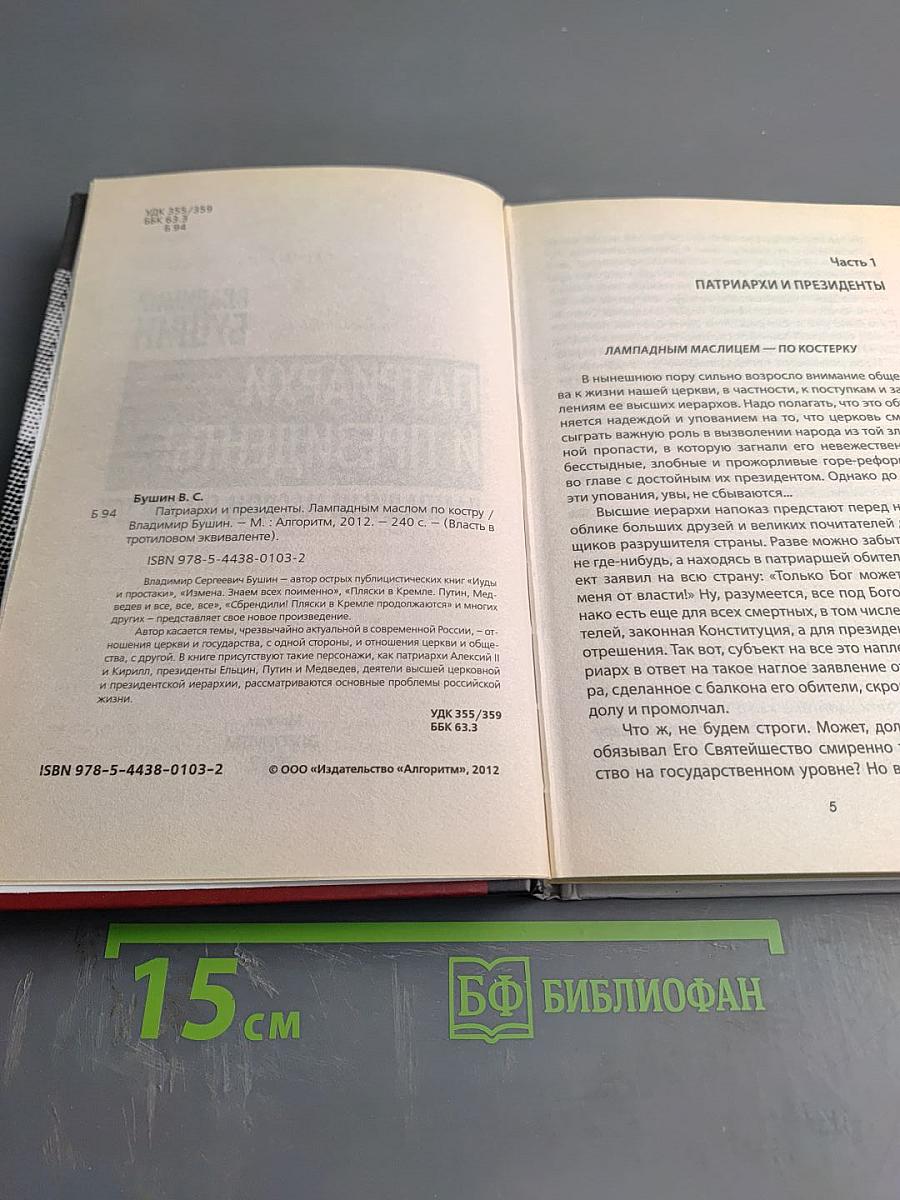 УДК 355/359
ББК 63.3
Б 94
Бушин В. С.
Б 94 Патриархи и президенты. Лампадным маслом по костру /
Владимир Бушин. — М. : Алгоритм, 2012. — 240 с. — (Власть в
тротиловом эквиваленте).
ISBN 978-5-4438-0103-2
Владимир Сергеевич Бушин — автор острых публицистических книг «Иуды
и простаки», «Измена. Знаем всех поименно», «Пляски в Кремле. Путин, Мед-
ведев и все, все, все», «Сбрендили! Пляски в Кремле продолжаются» и многих
других — представляет свое новое произведение.
Автор касается темы, чрезвычайно актуальной в современной России, — от-
ношения церкви и государства, с одной стороны, и отношения церкви и обще-
ства, с другой. В книге присутствуют такие персонажи, как патриархи Алексий II
и Кирилл, президенты Ельцин, Путин и Медведев, деятели высшей церковной
и президентской иерархии, рассматриваются основные проблемы российской
жизни.
УДК 355/359
ББК 63.3
ISBN 978-5-4438-0103-2 © ООО «Издательство «Алгоритм», 2012
Часть 1
ПАТРИАРХИ И ПРЕЗИДЕНТЫ
ЛАМПАДНЫМ МАСЛИЦЕМ — ПО КОСТЕРКУ
В нынешнюю пору сильно возросло внимание обще
ва к жизни нашей церкви, в частности, к поступкам и за
лениям ее высших иерархов. Надо полагать, что это об
няется надеждой и упованием на то, что церковь см
сыграть важную роль в вызволении народа из той зл
ной пропасти, в которую загнали его невежествен
бесстыдные, злобные и прожорливые горе-рефор
во главе с достойным их президентом. Однако до
эти упования, увы, не сбываются...
Высшие иерархи напоказ предстают перед н
облике больших друзей и великих почитателей
щиков разрушителя страны. Разве можно забыт
не где-нибудь, а находясь в патриаршей обител
ект заявил на всю страну: «Только Бог может
меня от власти!» Ну, разумеется, все под Бого
нако есть еще для всех смертных, в том числе
телей, законная Конституция, а для президен
отрешения. Так вот, субъект на все это напле
риарх в ответ на такое наглое заявление от
ра, сделанное с балкона его обители, скро
долу и промолчал.
Что ж, не будем строги. Может, дол
обязывал Его Святейшество смиренно
ство на государственном уровне? Но в
5
15 см
БФ БИБЛИОФАН